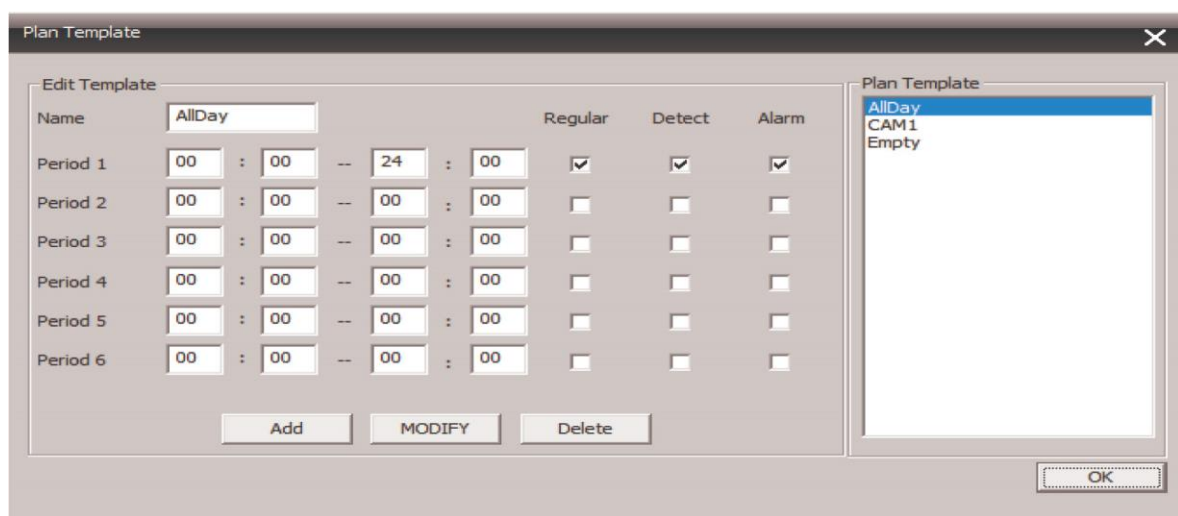 Plan Template
Edit Template
Name AllDay Regular Detect Alarm
Period 1 00 : 00 -- 24 : 00
Period 2 00 : 00 -- 00 : 00
Period 3 00 : 00 -- 00 : 00
Period 4 00 : 00 -- 00 : 00
Period 5 00 : 00 -- 00 : 00
Period 6 00 : 00 -- 00 : 00
Add MODIFY Delete
Plan Template
AllDay
CAM1
Empty
OK